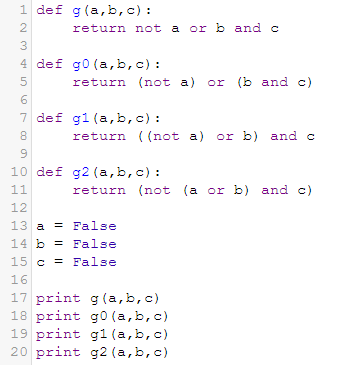 1 def g(a,b,c):
2     return not a or b and c
3
4 def g0(a,b,c):
5     return (not a) or (b and c)
6
7 def g1(a,b,c):
8     return ((not a) or b) and c
9
10 def g2(a,b,c):
11     return (not (a or b) and c)
12
13 a = False
14 b = False
15 c = False
16
17 print g(a,b,c)
18 print g0(a,b,c)
19 print g1(a,b,c)
20 print g2(a,b,c)